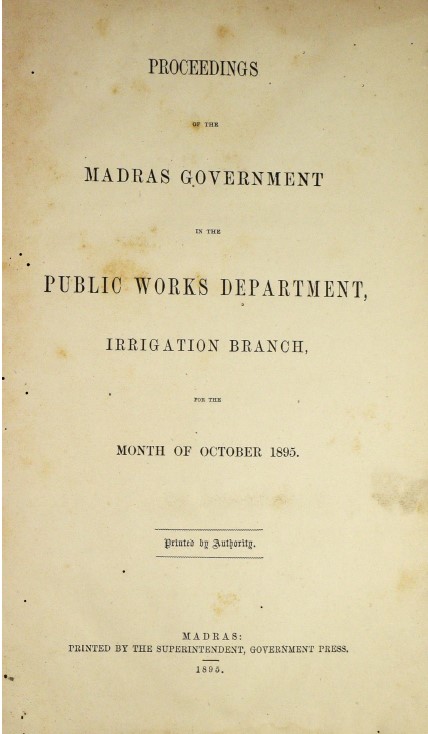 PROCEEDINGS
OF THE
MADRAS GOVERNMENT
IN THE
PUBLIC WORKS DEPARTMENT,
IRRIGATION BRANCH,
FOR THE
MONTH OF OCTOBER 1895.
Printed by Authority.
MADRAS:
PRINTED BY THE SUPERINTENDENT, GOVERNMENT PRESS.
1895.